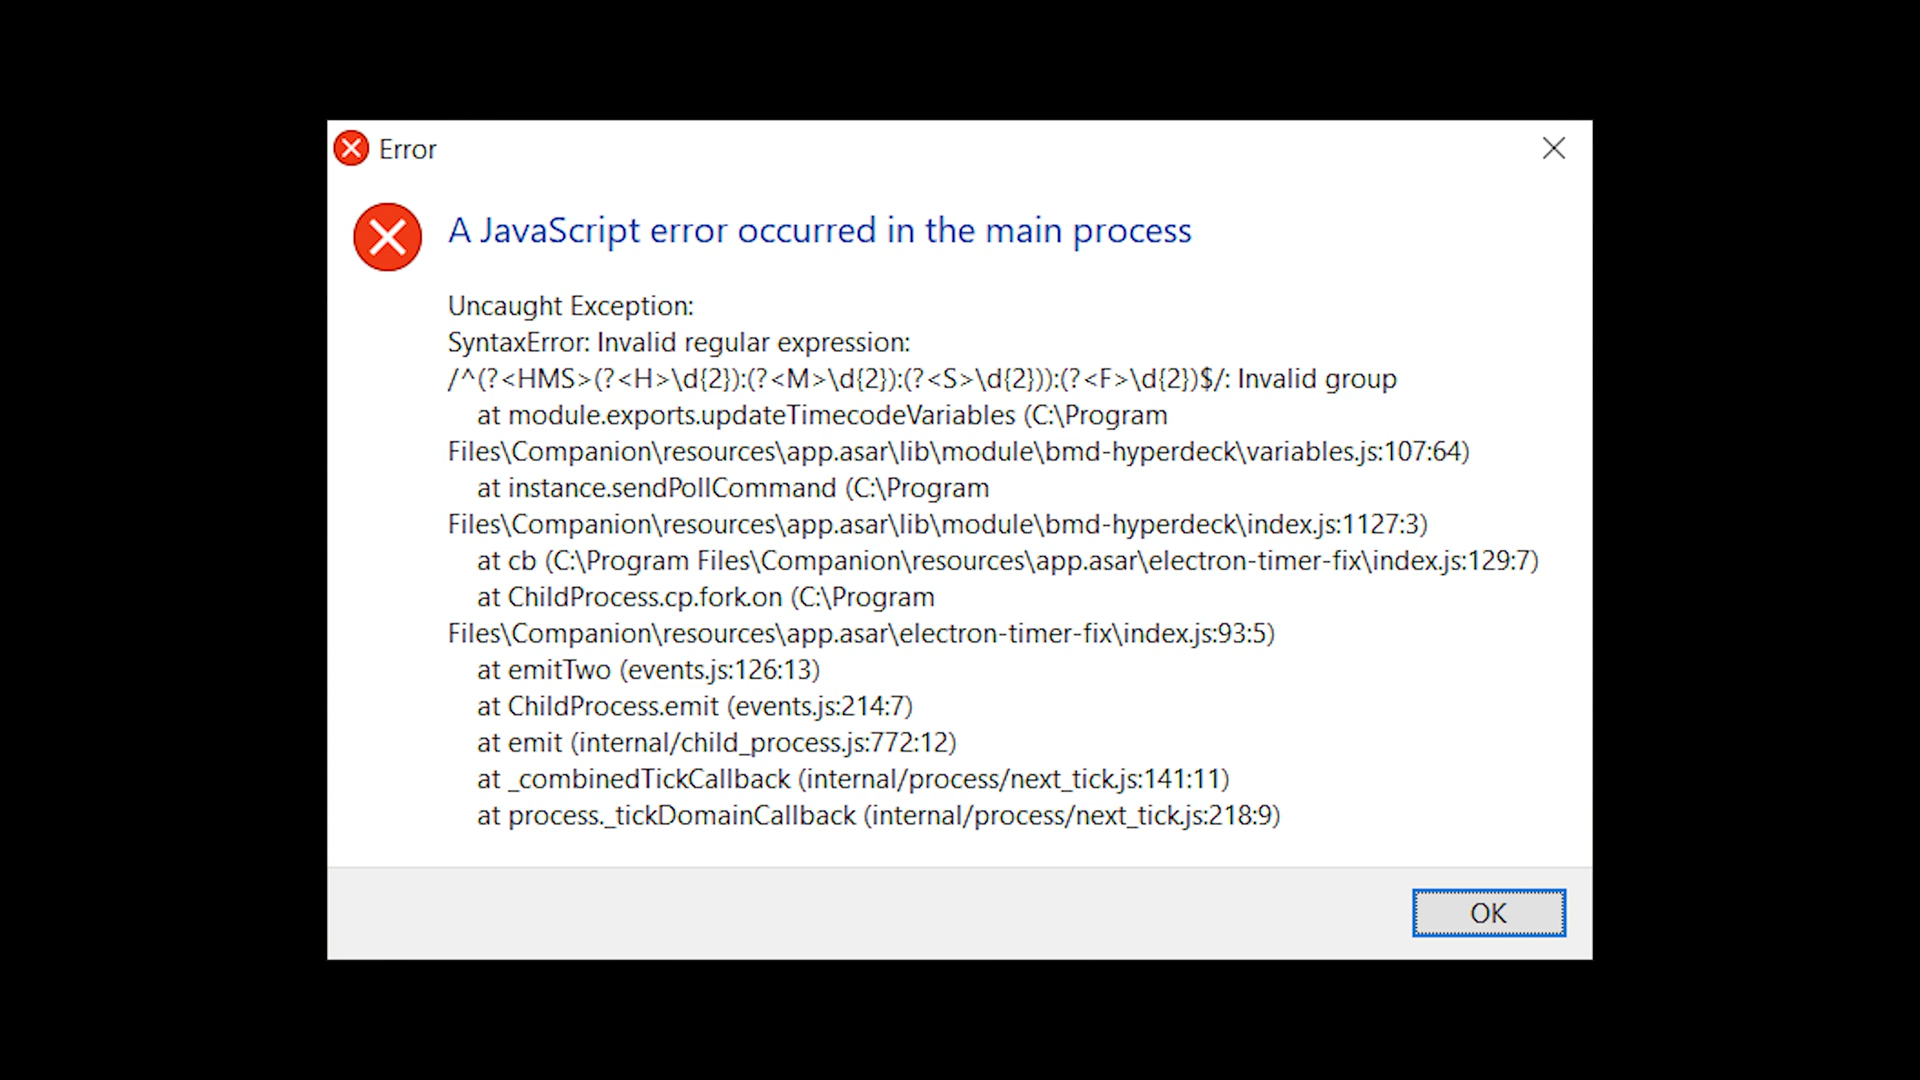 Error
A JavaScript error occurred in the main process
Uncaught Exception:
SyntaxError: Invalid regular expression:
/^(?<HMS>(?<H>\d{2}):(?<M>\d{2}):(?<S>\d{2})):(?<F>\d{2})$/: Invalid group
at module.exports.updateTimecodeVariables (C:\Program
Files\Companion\resources\app.asar\lib\module\bmd-hyperdeck\variables.js:107:64)
at instance.sendPollCommand (C:\Program
Files\Companion\resources\app.asar\lib\module\bmd-hyperdeck\index.js:1127:3)
at cb (C:\Program Files\Companion\resources\app.asar\electron-timer-fix\index.js:129:7)
at ChildProcess.cp.fork.on (C:\Program
Files\Companion\resources\app.asar\electron-timer-fix\index.js:93:5)
at emitTwo (events.js:126:13)
at ChildProcess.emit (events.js:214:7)
at emit (internal/child_process.js:772:12)
at _combinedTickCallback (internal/process/next_tick.js:141:11)
at process._tickDomainCallback (internal/process/next_tick.js:218:9)
OK